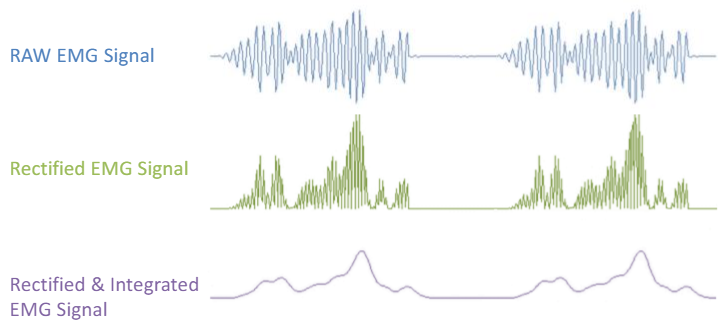 RAW EMG Signal
Rectified EMG Signal
Rectified & Integrated
EMG Signal